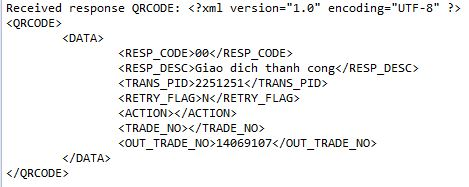 Received response QRCODE: <?xml version="1.0" encoding="UTF-8" ?>
<QRCODE>
<DATA>
<RESP_CODE>00</RESP_CODE>
<RESP_DESC>Giao dich thanh cong</RESP_DESC>
<TRANS_PID>2251251</TRANS_PID>
<RETRY_FLAG>N</RETRY_FLAG>
<ACTION></ACTION>
<TRADE_NO></TRADE_NO>
<OUT_TRADE_NO>14069107</OUT_TRADE_NO>
</DATA>
</QRCODE>